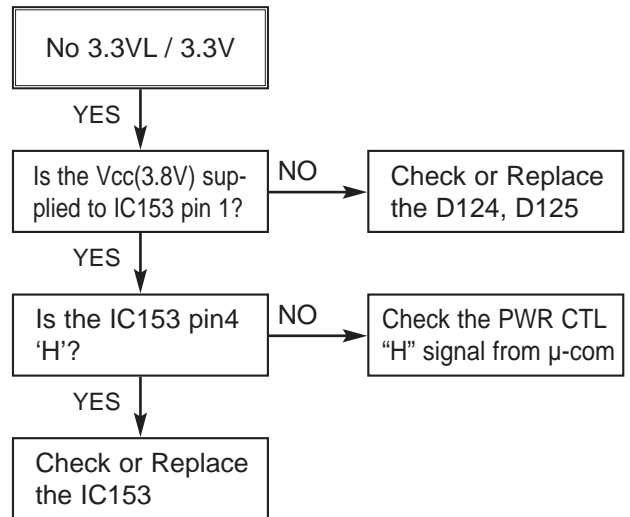 No 3.3VL / 3.3V
YES
Is the Vcc(3.8V) sup-
plied to IC153 pin 1?
NO
Check or Replace
the D124, D125
YES
Is the IC153 pin4
‘H’?
NO
Check the PWR CTL
“H” signal from µ-com
YES
Check or Replace
the IC153